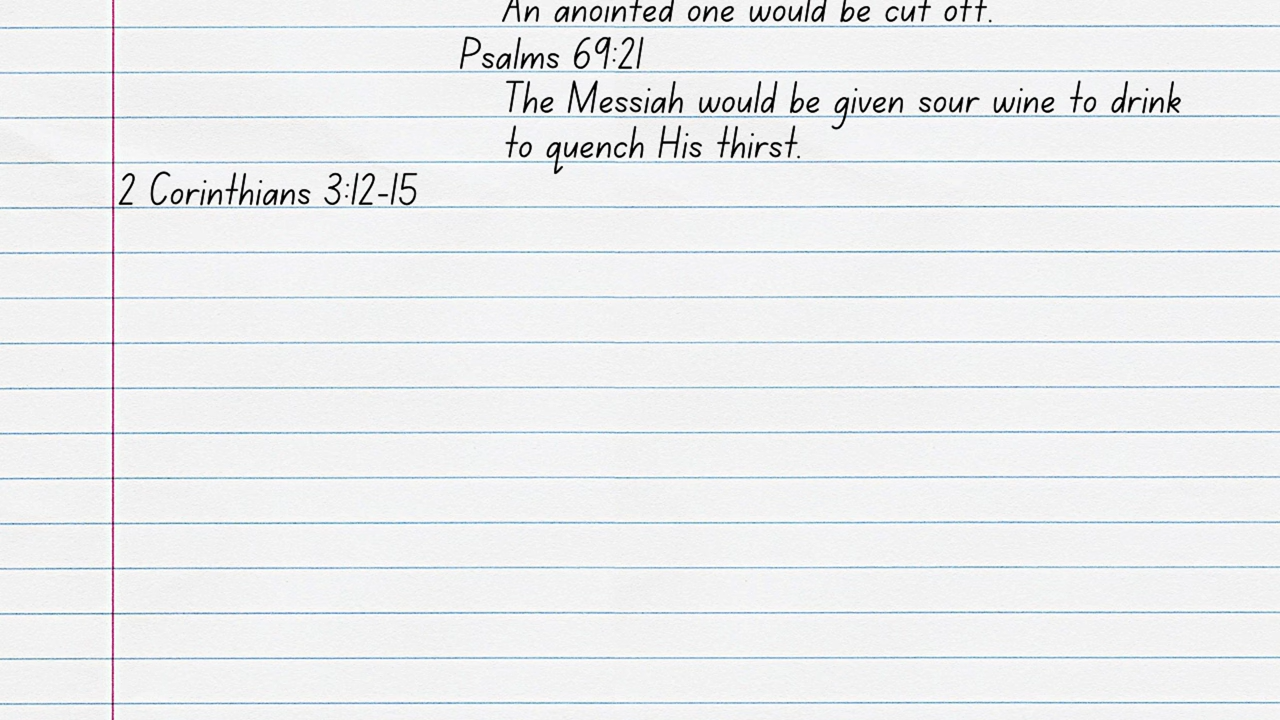 An anointed one would be cut off.
Psalms 69:21
The Messiah would be given sour wine to drink
to quench His thirst.
2 Corinthians 3:12-15